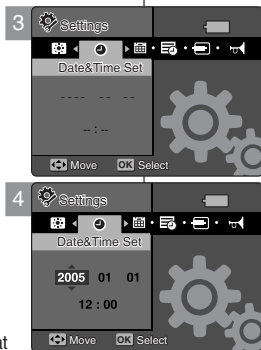 3
Settings
Date&Time Set
---- -- --
-- : --
Move OK Select
4
Settings
Date&Time Set
2005 01 01
12 : 00
Move OK Select
at